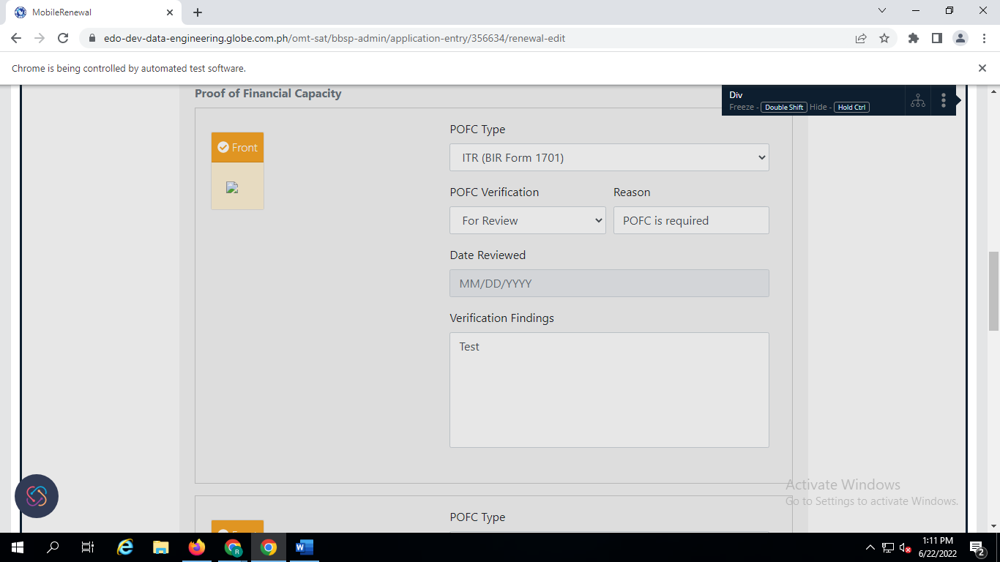 MobileRenewal
edo-dev-data-engineering.globe.com.ph/omt-sat/bbsp-admin/application-entry/356634/renewal-edit
Chrome is being controlled by automated test software.
Proof of Financial Capacity
Div
Freeze - Double Shift Hide - Hold Ctrl
Front
POFC Type
ITR (BIR Form 1701)
POFC Verification Reason
For Review POFC is required
Date Reviewed
MM/DD/YYYY
Verification Findings
Test
Activate Windows
Go to Settings to activate Windows.
POFC Type
Front
R
W
1:11 PM
6/22/2022
2